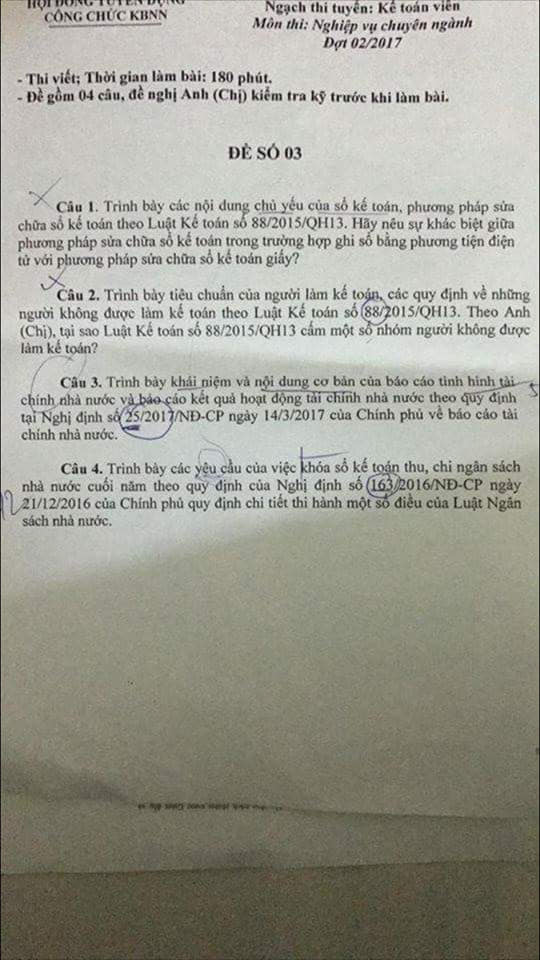 HỘI ĐỒNG TUYỂN DỤNG
CÔNG CHỨC KBNN
Ngạch thi tuyển: Kế toán viên
Môn thi: Nghiệp vụ chuyên ngành
Đợt 02/2017
- Thi viết; Thời gian làm bài: 180 phút.
- Đề gồm 04 câu, đề nghị Anh (Chị) kiểm tra kỹ trước khi làm bài.
ĐỀ SỐ 03
Câu 1. Trình bày các nội dung chủ yếu của sổ kế toán, phương pháp sửa
chữa sổ kế toán theo Luật Kế toán số 88/2015/QH13. Hãy nêu sự khác biệt giữa
phương pháp sửa chữa sổ kế toán trong trường hợp ghi sổ bằng phương tiện điện
tử với phương pháp sửa chữa sổ kế toán giấy?
Câu 2. Trình bày tiêu chuẩn của người làm kế toán, các quy định về những
người không được làm kế toán theo Luật Kế toán số 88/2015/QH13. Theo Anh
(Chị), tại sao Luật Kế toán số 88/2015/QH13 cấm một số nhóm người không được
làm kế toán?
Câu 3. Trình bày khái niệm và nội dung cơ bản của báo cáo tình hình tài
chính nhà nước và báo cáo kết quả hoạt động tài chính nhà nước theo quy định
tại Nghị định số 25/2017/NĐ-CP ngày 14/3/2017 của Chính phủ về báo cáo tài
chính nhà nước.
Câu 4. Trình bày các yêu cầu của việc khóa sổ kế toán thu, chi ngân sách
nhà nước cuối năm theo quy định của Nghị định số 163/2016/NĐ-CP ngày
21/12/2016 của Chính phủ quy định chi tiết thi hành một số điều của Luật Ngân
sách nhà nước.